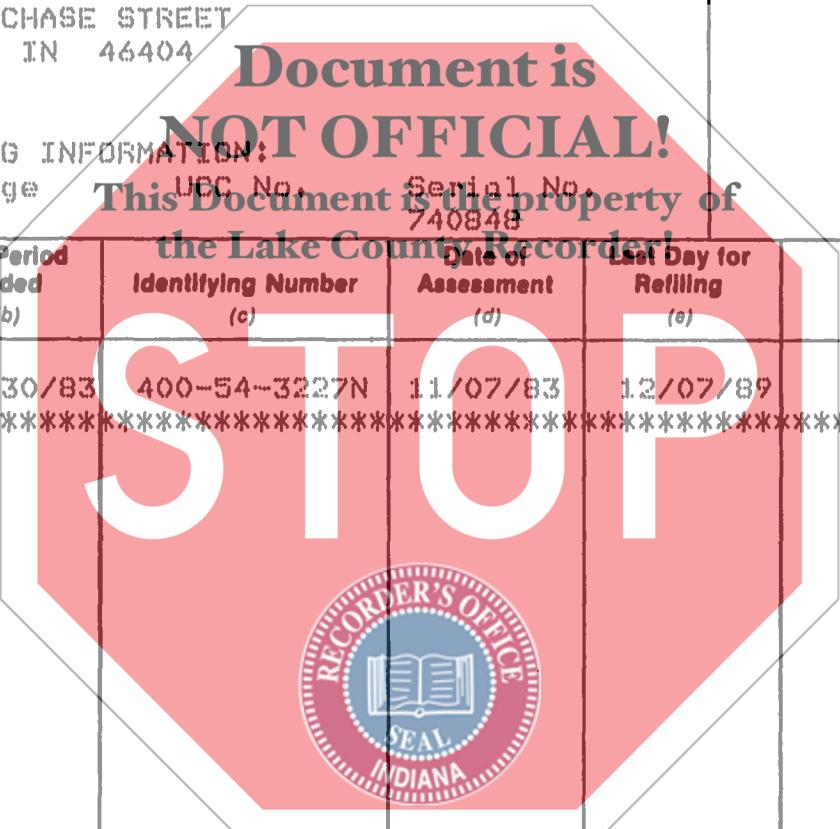 CHASE STREET
IN 46404
Document is
NOT OFFICIAL!
G INFORMATION:
ge UCC No. Serial No.
This Document is the property of
740848
the Lake County Recorder!
Period
ded
b)
Identifying Number
(c)
Date of
Assessment
(d)
Last Day for
Refiling
(e)
30/83 400-54-3227N 11/07/83 12/07/89
************************************************************
STOP
RECORDER'S OFFICE
SEAL
INDIANA